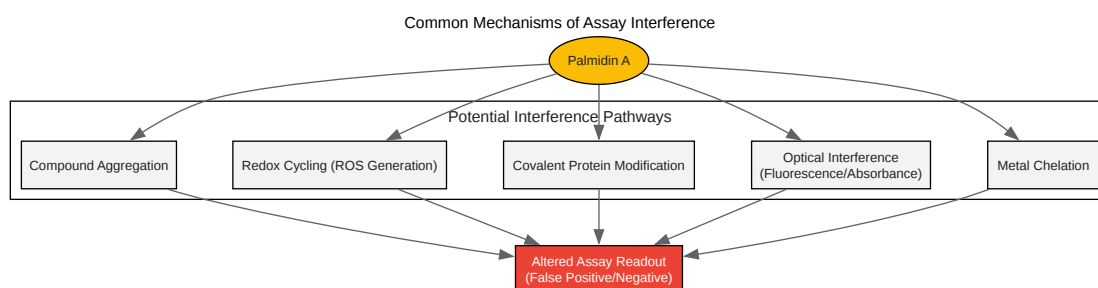 Common Mechanisms of Assay Interference
Palmidin A
Potential Interference Pathways
Compound Aggregation
Redox Cycling (ROS Generation)
Covalent Protein Modification
Optical Interference
(Fluorescence/Absorbance)
Metal Chelation
Altered Assay Readout
(False Positive/Negative)